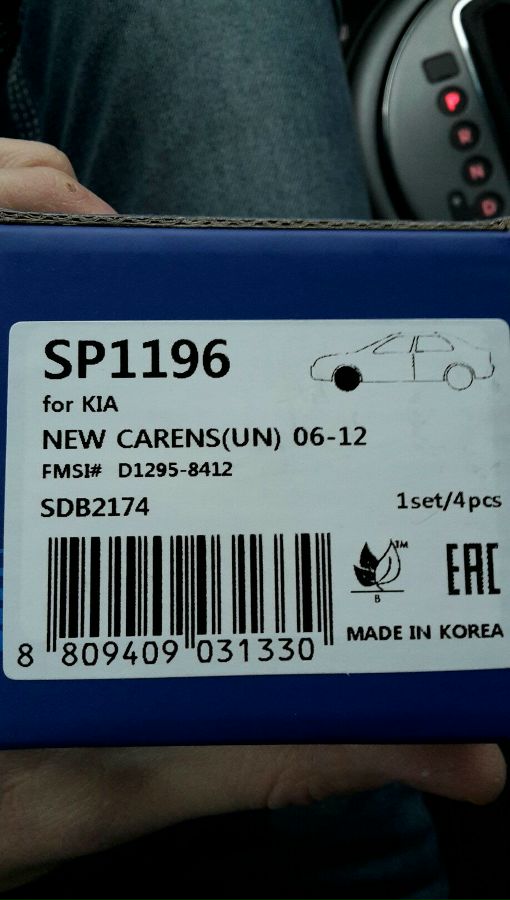 P
R
N
D
SP1196
for KIA
NEW CARENS(UN) 06-12
FMSI# D1295-8412
SDB2174
1set/4pcs
TM
B
EAC
MADE IN KOREA
8 809409 031330